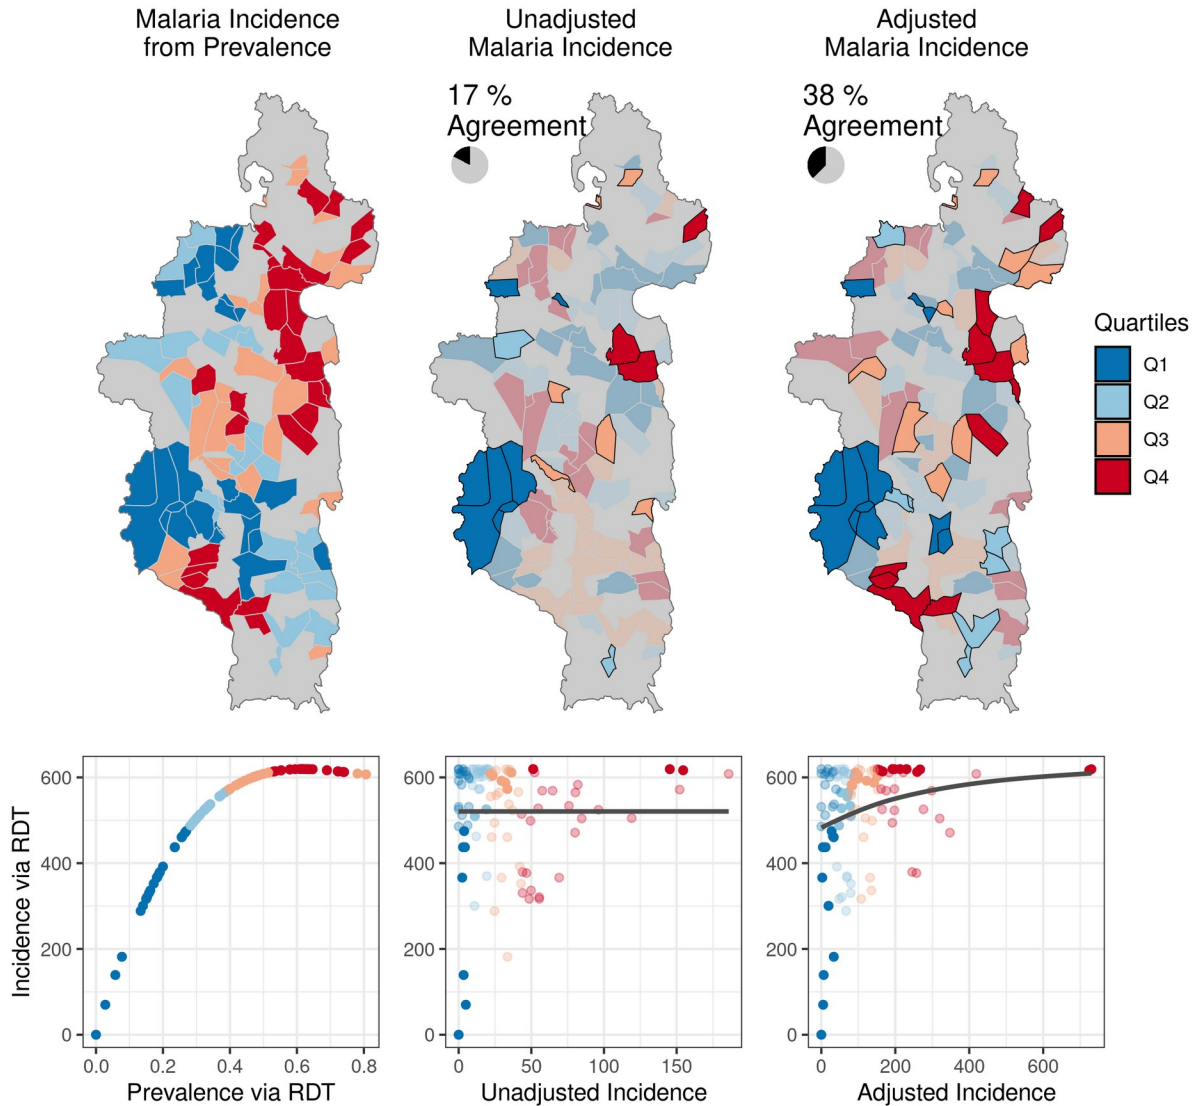 Malaria Incidence
from Prevalence
Unadjusted
Malaria Incidence
Adjusted
Malaria Incidence
17 %
Agreement
38 %
Agreement
Quartiles
Q1
Q2
Q3
Q4
Incidence via RDT
600
400
200
0
0.0 0.2 0.4 0.6 0.8
Prevalence via RDT
600
400
200
0
0 50 100 150
Unadjusted Incidence
600
400
200
0
0 200 400 600
Adjusted Incidence